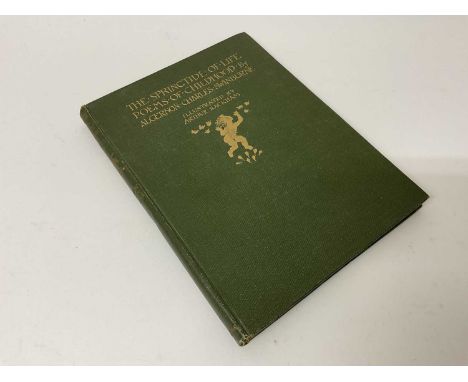 THE·SPRINGTIDE·OF·LIFE
POEMS·OF·CHILDHOOD·BY
ALGERNON·CHARLES·SWINBURNE
ILLUSTRATED BY
ARTHUR RACKHAM